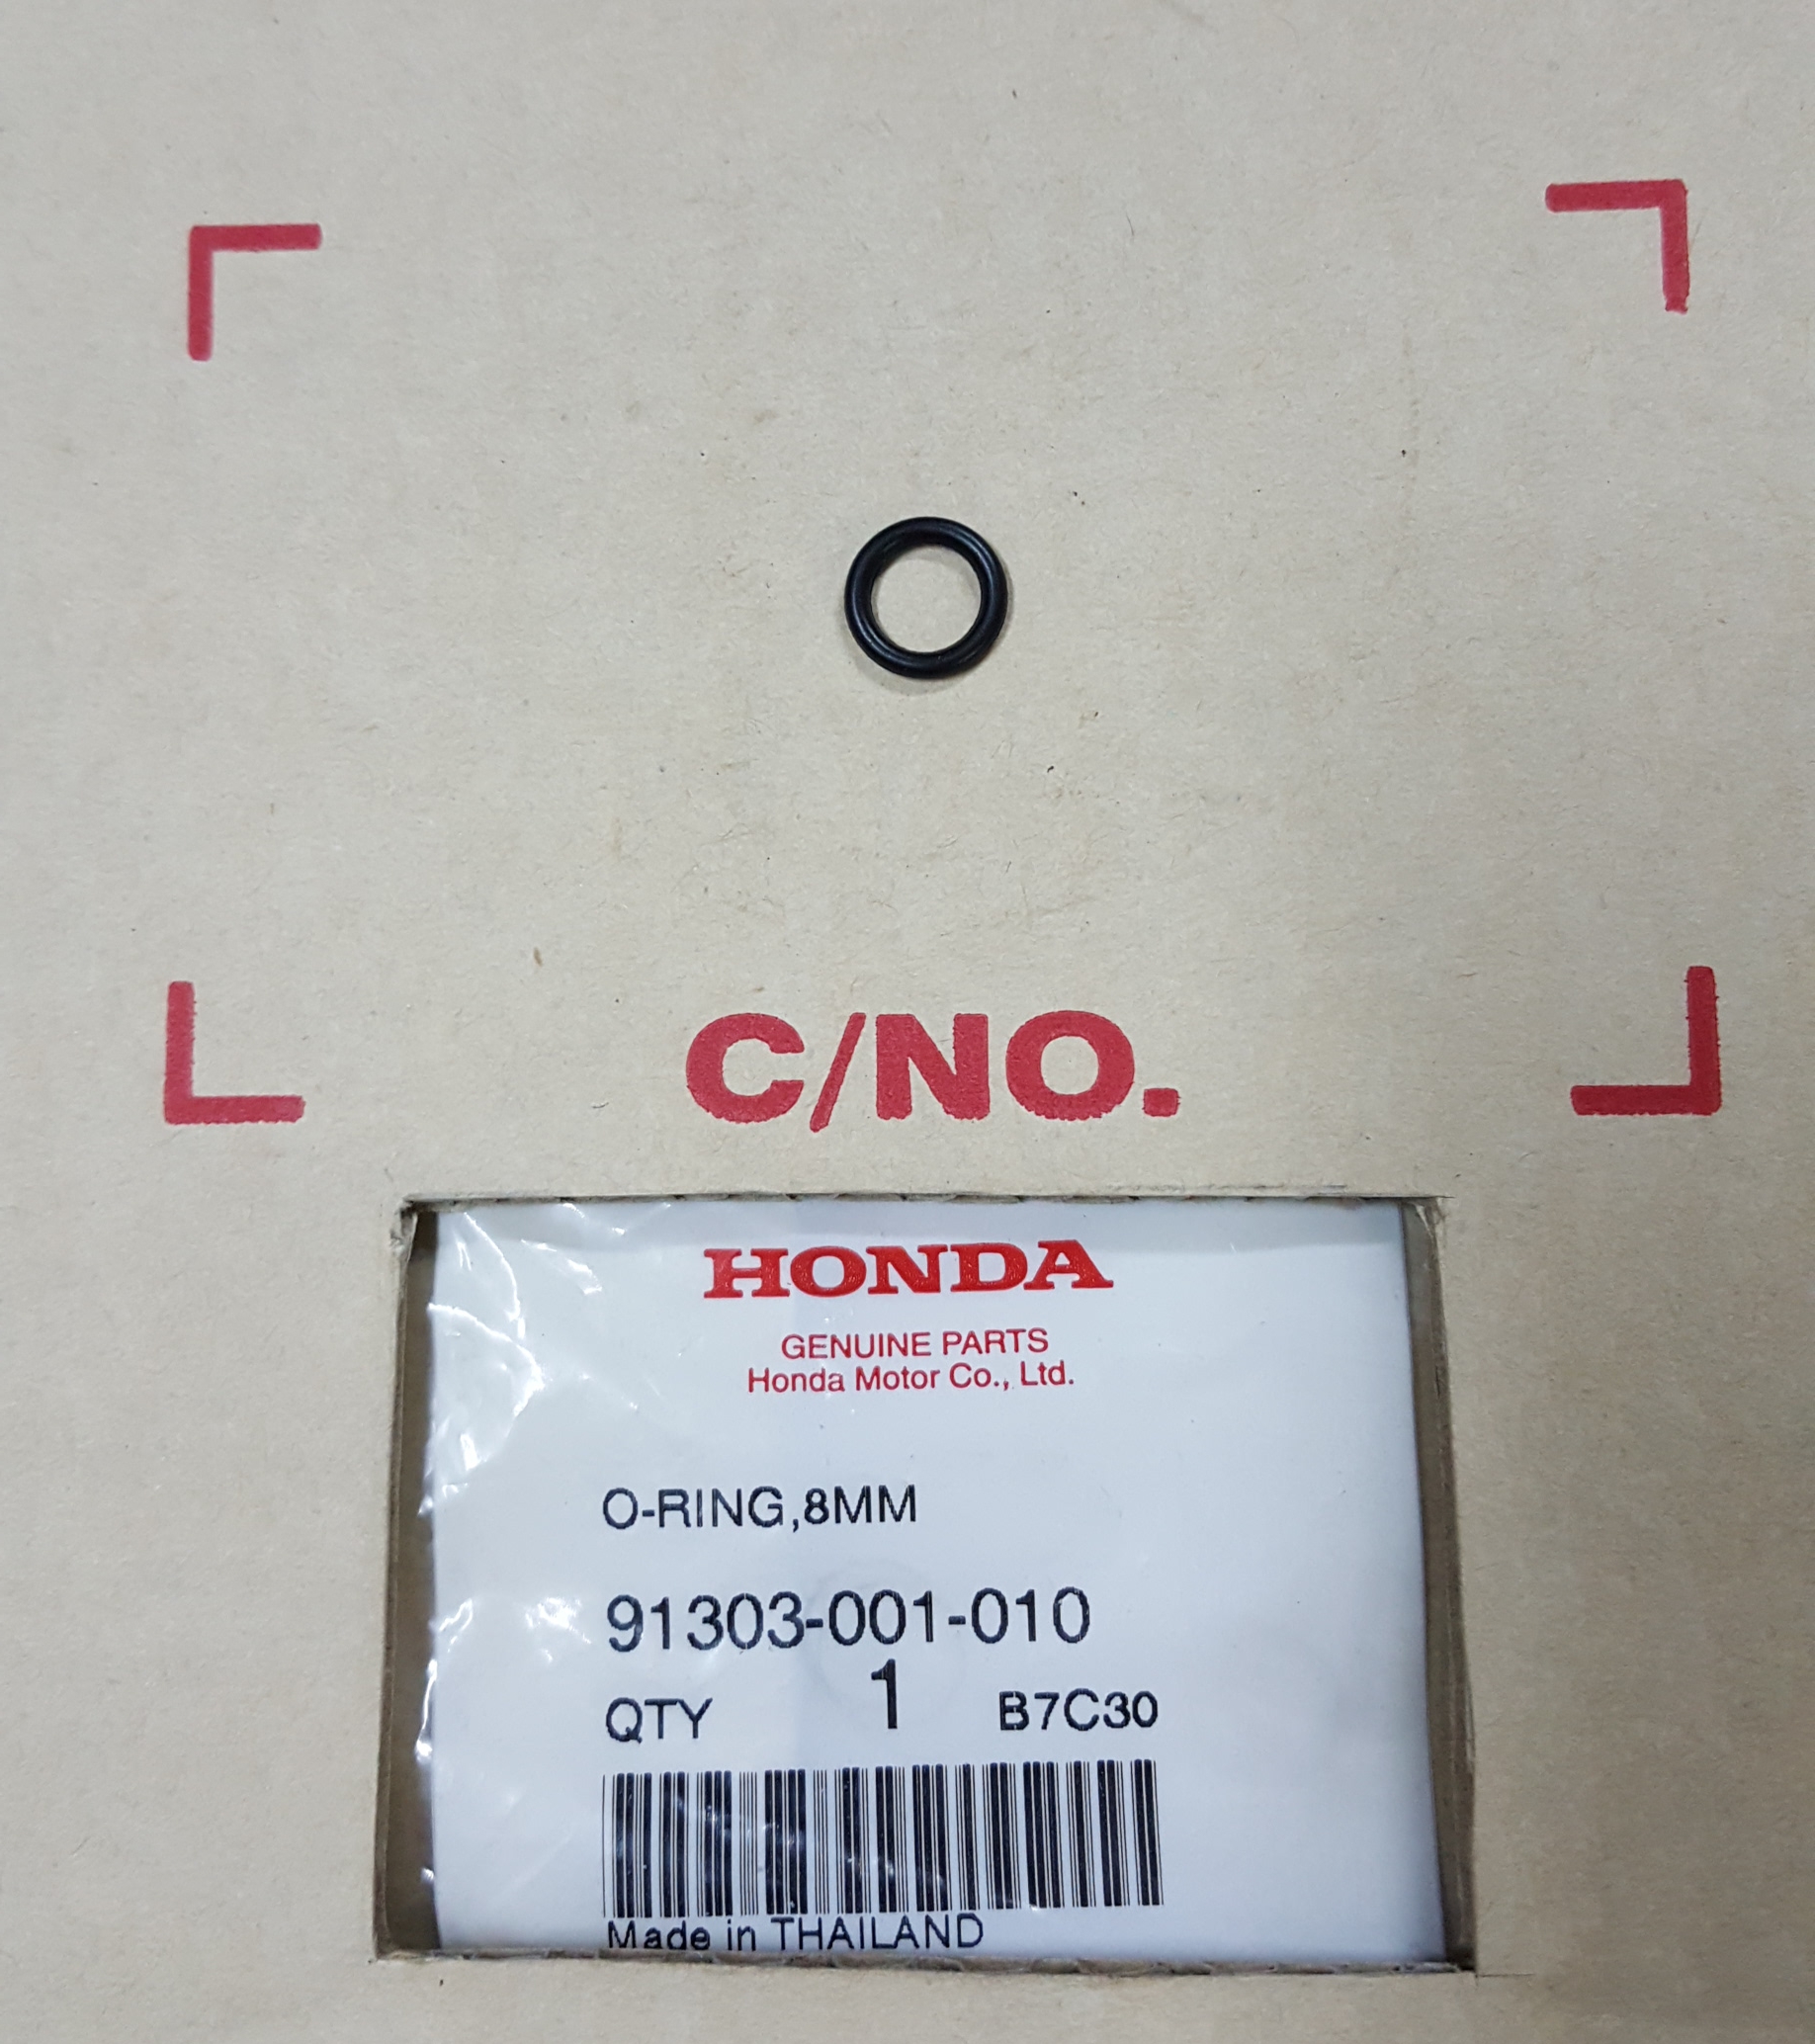 C/NO.
HONDA
GENUINE PARTS
Honda Motor Co., Ltd.
O-RING,8MM
91303-001-010
QTY 1 B7C30
Made in THAILAND